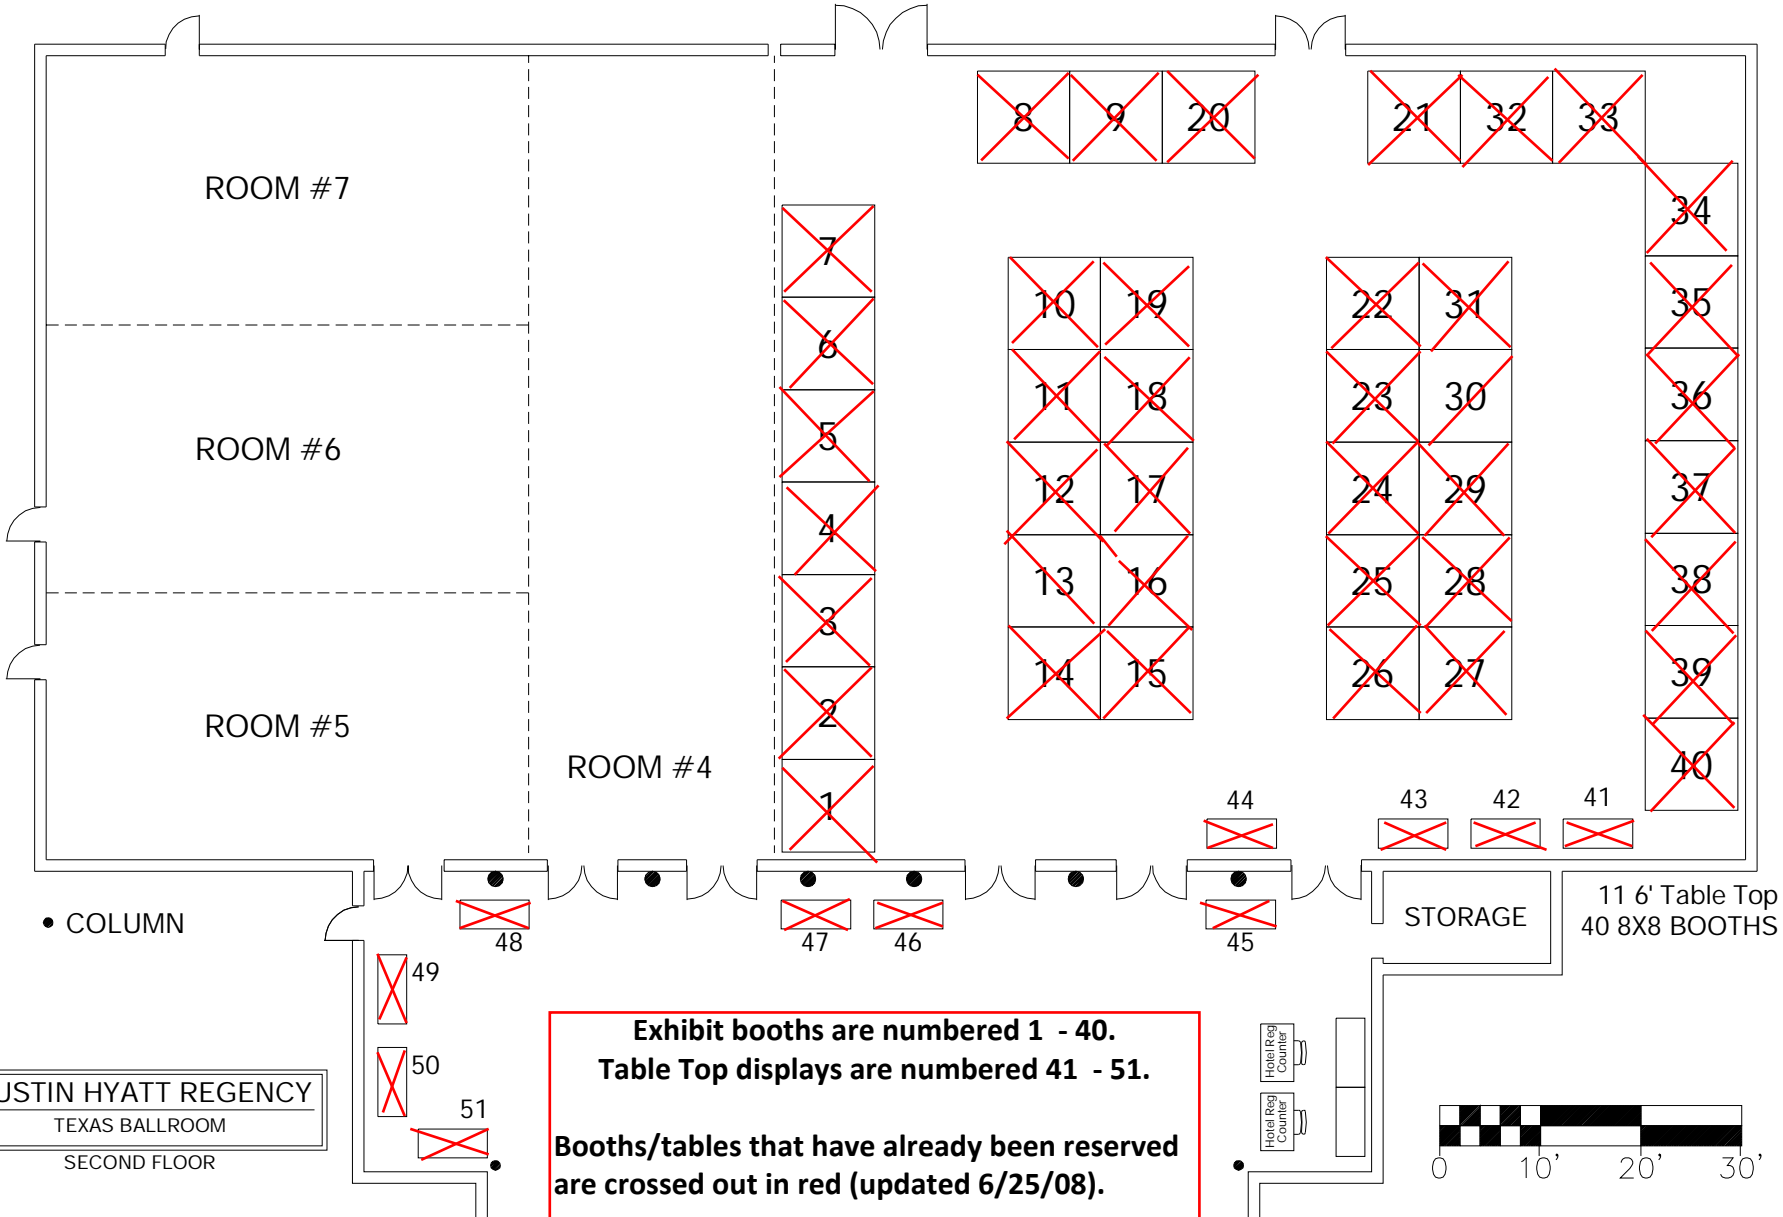 8 9 20 21 32 33
ROOM #7
34
7
10 19 22 31 35
6
11 18 23 30 36
ROOM #6
5
12 17 24 29 37
4
13 16 25 28 38
3
14 15 26 27 39
ROOM #5
2
ROOM #4
40
1
44 43 42 41
11 6' Table Top
40 8X8 BOOTHS
STORAGE
COLUMN
48 47 46 45
49
50
51
Exhibit booths are numbered 1 - 40.
Table Top displays are numbered 41 - 51.
Booths/tables that have already been reserved
are crossed out in red (updated 6/25/08).
Hotel Reg
Counter
Hotel Reg
Counter
USTIN HYATT REGENCY
TEXAS BALLROOM
SECOND FLOOR
0 10' 20' 30'